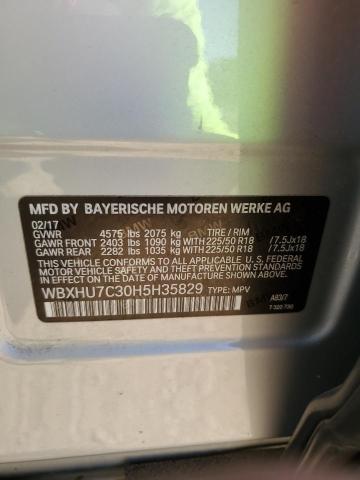 MFD BY BAYERISCHE MOTOREN WERKE AG
02/17
GVWR 4575 lbs 2075 kg TIRE / RIM
GAWR FRONT 2403 lbs 1090 kg WITH 225/50 R18 /7.5Jx18
GAWR REAR 2282 lbs 1035 kg WITH 225/50 R18 /7.5Jx18
THIS VEHICLE CONFORMS TO ALL APPLICABLE U.S. FEDERAL
MOTOR VEHICLE SAFETY, BUMPER, AND THEFT PREVENTION
STANDARDS IN EFFECT ON THE DATE OF MANUFACTURE SHOWN ABOVE.
WBXHU7C30H5H35829 TYPE: MPV
A83/7